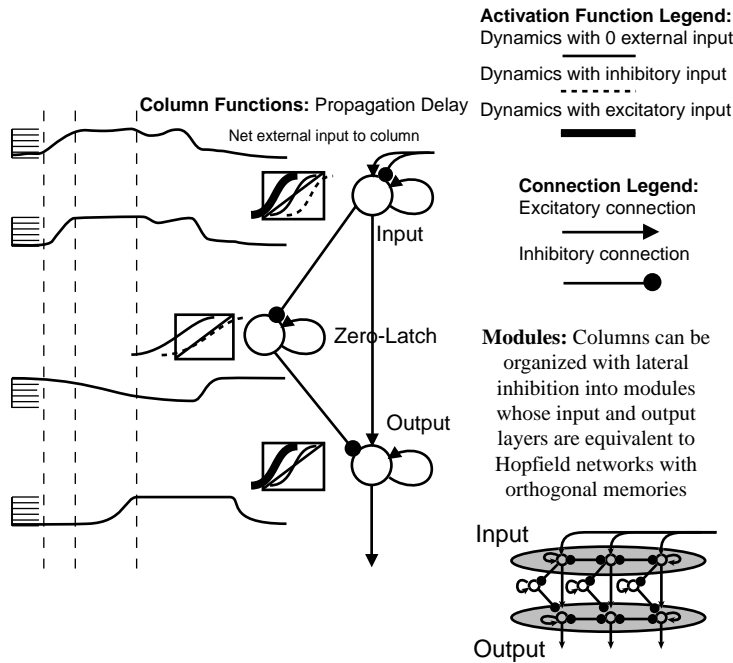 Activation Function Legend:
Dynamics with 0 external input
Dynamics with inhibitory input
Dynamics with excitatory input
Column Functions: Propagation Delay
Net external input to column
Connection Legend:
Excitatory connection
Inhibitory connection
Input
Zero-Latch
Output
Modules: Columns can be
organized with lateral
inhibition into modules
whose input and output
layers are equivalent to
Hopfield networks with
orthogonal memories
Input
Output